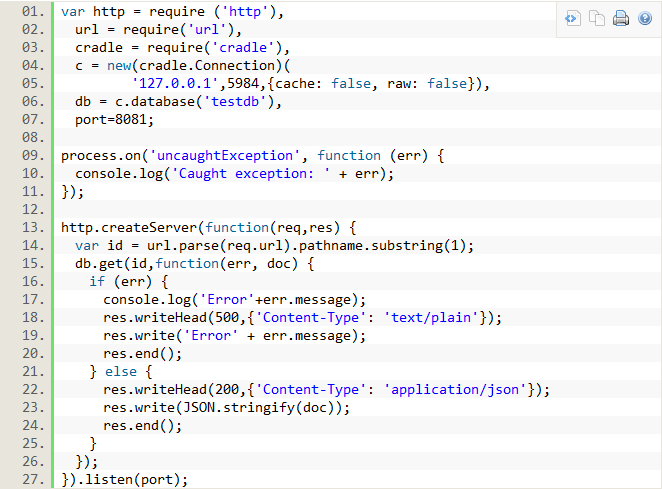 01. var http = require ('http'),
02.   url = require('url'),
03.   cradle = require('cradle'),
04.   c = new(cradle.Connection)(
05.          '127.0.0.1',5984,{cache: false, raw: false}),
06.   db = c.database('testdb'),
07.   port=8081;
08.
09. process.on('uncaughtException', function (err) {
10.   console.log('Caught exception: ' + err);
11. });
12.
13. http.createServer(function(req,res) {
14.   var id = url.parse(req.url).pathname.substring(1);
15.   db.get(id,function(err, doc) {
16.     if (err) {
17.       console.log('Error'+err.message);
18.       res.writeHead(500,{'Content-Type': 'text/plain'});
19.       res.write('Error' + err.message);
20.       res.end();
21.     } else {
22.       res.writeHead(200,{'Content-Type': 'application/json'});
23.       res.write(JSON.stringify(doc));
24.       res.end();
25.     }
26.   });
27. }).listen(port);